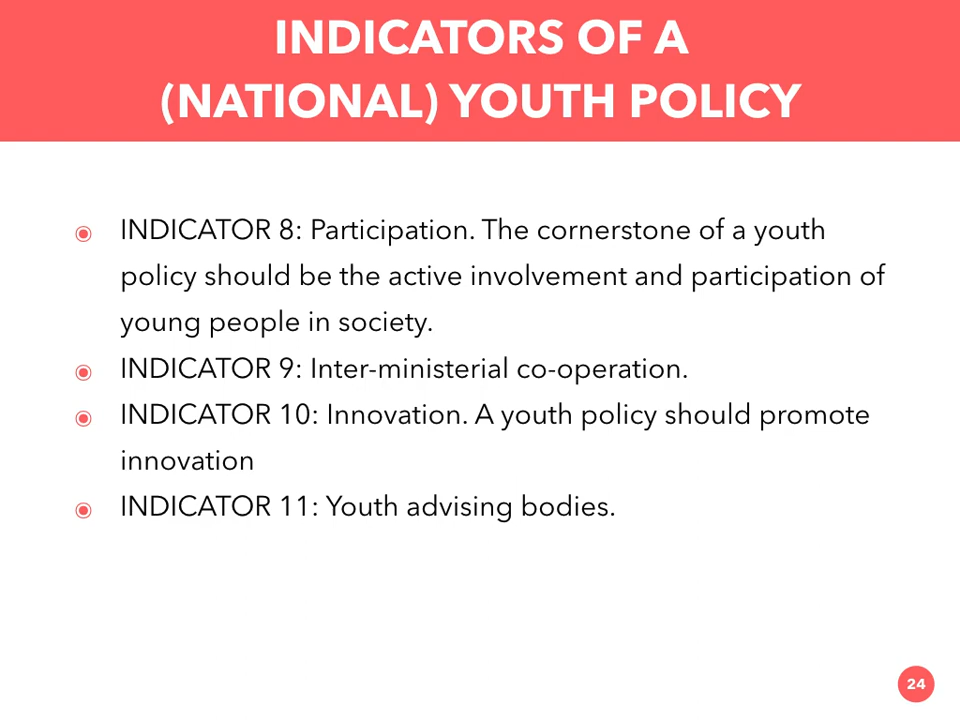 INDICATORS OF A
(NATIONAL) YOUTH POLICY
INDICATOR 8: Participation. The cornerstone of a youth
policy should be the active involvement and participation of
young people in society.
INDICATOR 9: Inter-ministerial co-operation.
INDICATOR 10: Innovation. A youth policy should promote
innovation
INDICATOR 11: Youth advising bodies.
24